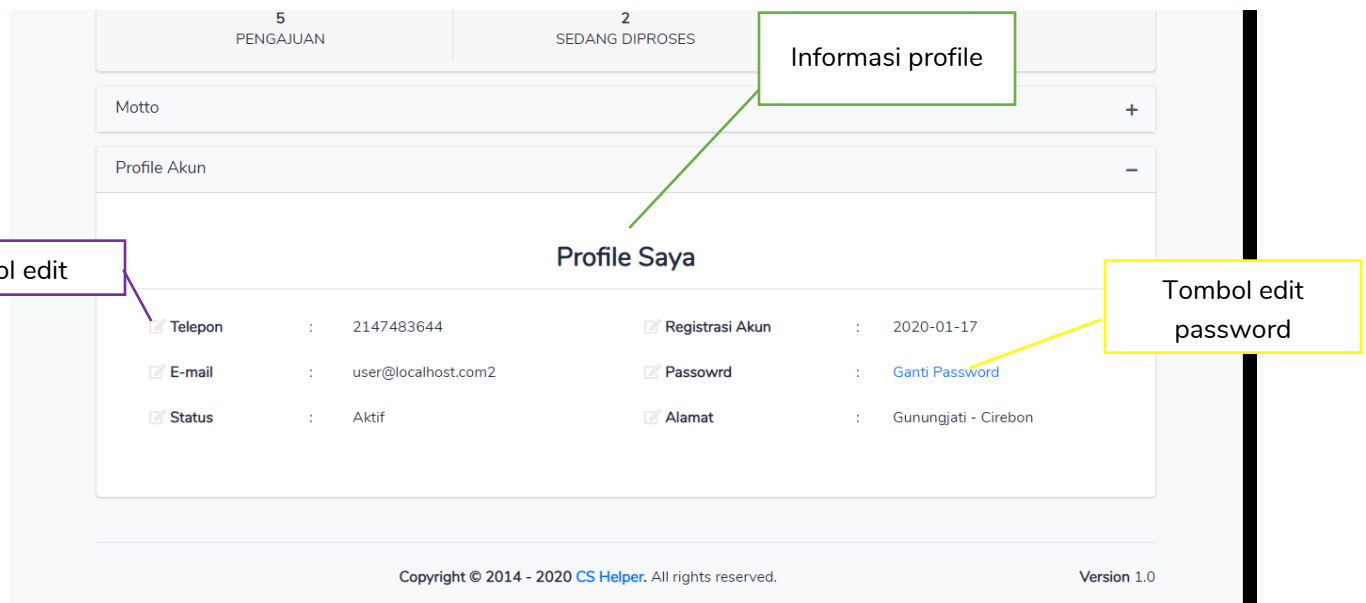 5
PENGAJUAN
2
SEDANG DIPROSES
Informasi profile
Motto
+
Profile Akun
−
Profile Saya
edit
Tombol edit
password
Telepon : 2147483644
Registrasi Akun : 2020-01-17
E-mail : user@localhost.com2
Passowrd : Ganti Password
Status : Aktif
Alamat : Gunungjati - Cirebon
Copyright © 2014 - 2020 CS Helper. All rights reserved.
Version 1.0